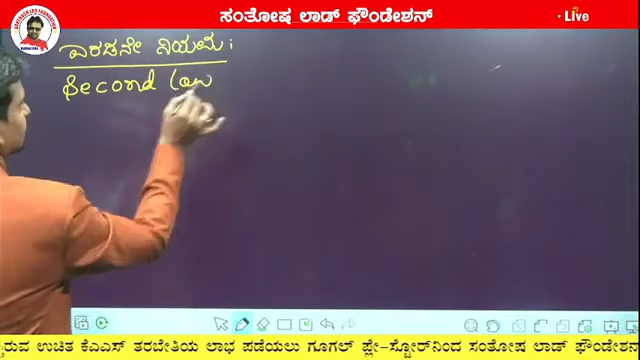 ಸಂತೋಷ ಲಾಡ್ ಫೌಂಡೇಶನ್
Live
ಎರಡನೇ ನಿಯಮ :
Second law
ತ್ತಿರುವ ಉಚಿತ ಕೆಎಎಸ್ ತರಬೇತಿಯ ಲಾಭ ಪಡೆಯಲು ಗೂಗಲ್ ಪ್ಲೇ-ಸ್ಟೋರ್‌ನಿಂದ ಸಂತೋಷ ಲಾಡ್ ಫೌಂಡೇಶನ